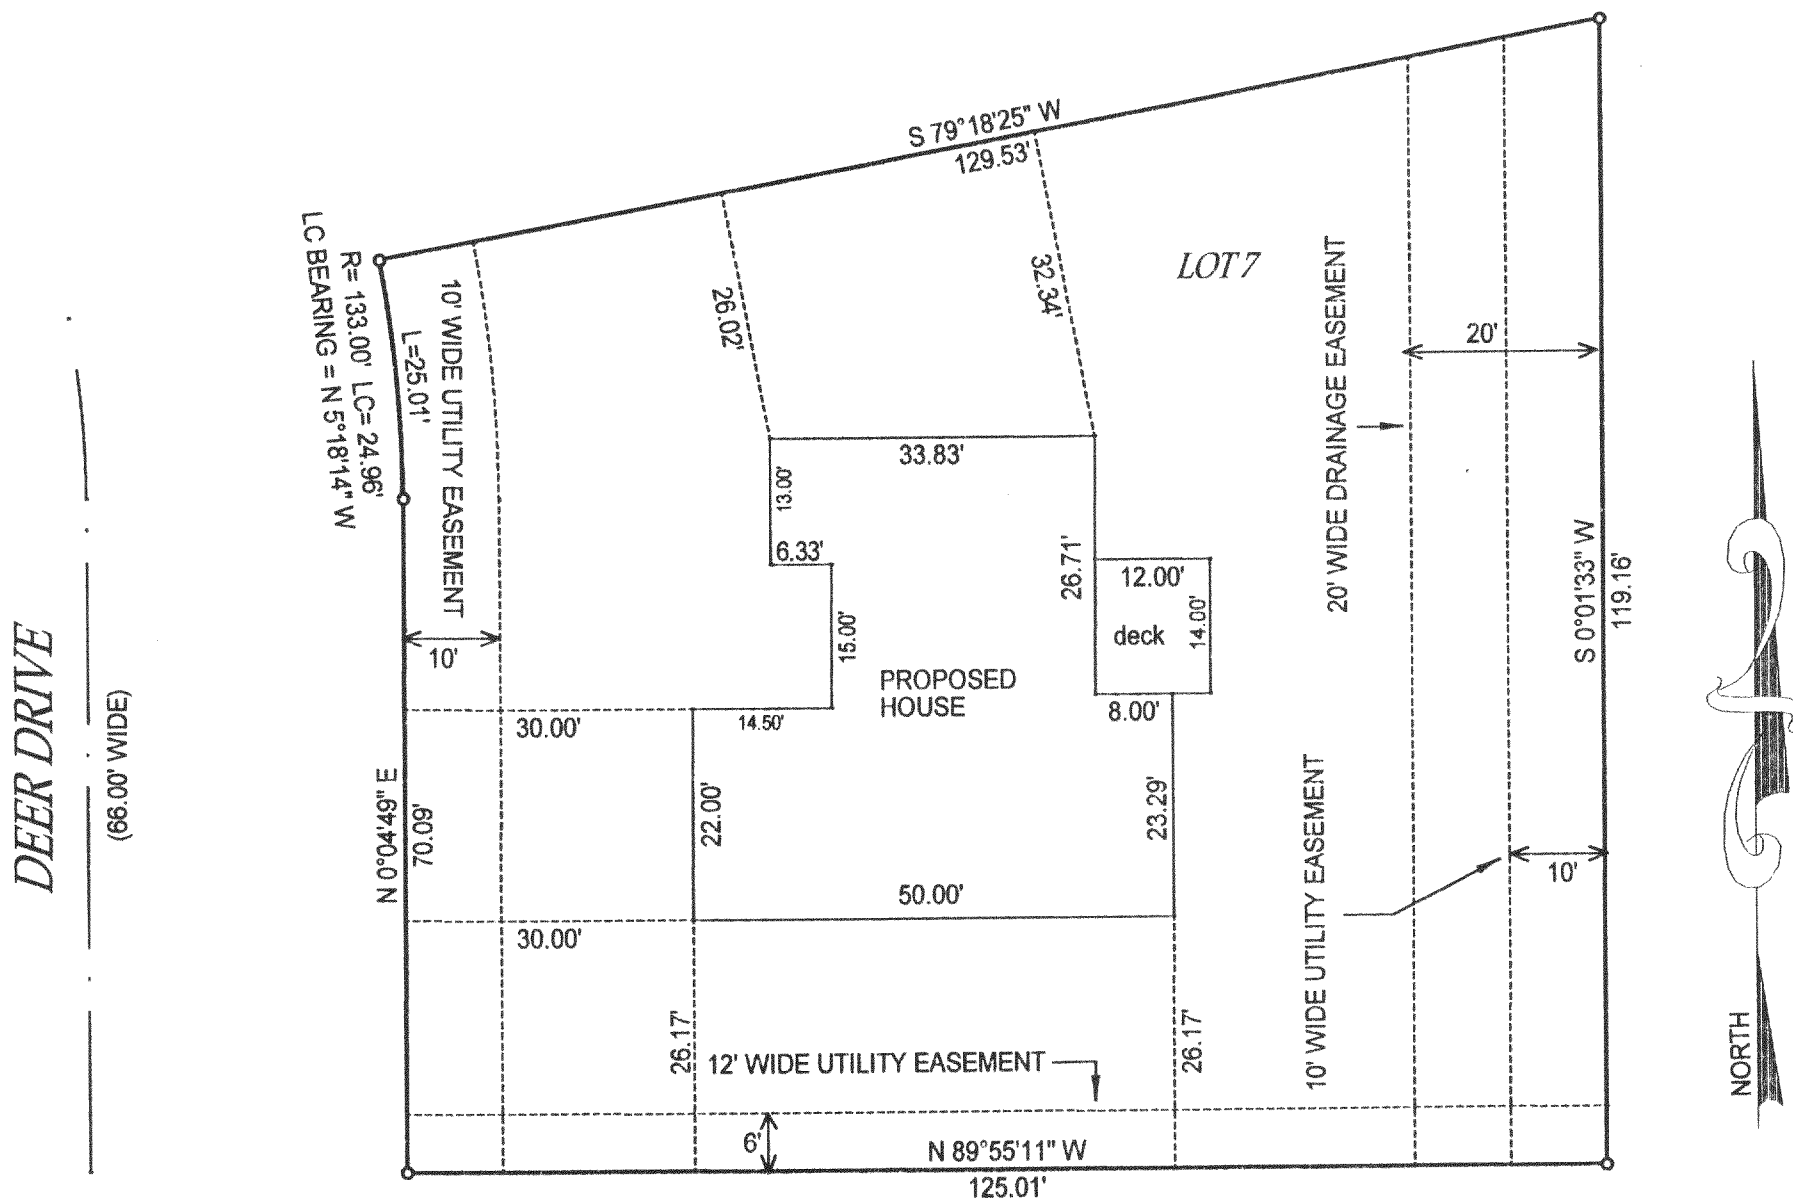 S 79°18'25" W
129.53'
LC BEARING = N 5°18'14" W
R= 133.00' LC= 24.96'
L=25.01'
10' WIDE UTILITY EASEMENT
26.02'
32.34'
LOT 7
20' WIDE DRAINAGE EASEMENT
20'
33.83'
13.00'
6.33'
15.00'
26.71'
12.00'
deck
14.00'
S 0°01'33" W
119.16'
DEER DRIVE
(66.00' WIDE)
10'
PROPOSED
HOUSE
30.00'
14.50'
8.00'
N 0°04'49" E
70.09'
22.00'
23.29'
10' WIDE UTILITY EASEMENT
10'
50.00'
30.00'
26.17'
12' WIDE UTILITY EASEMENT
26.17'
6'
N 89°55'11" W
125.01'
NORTH